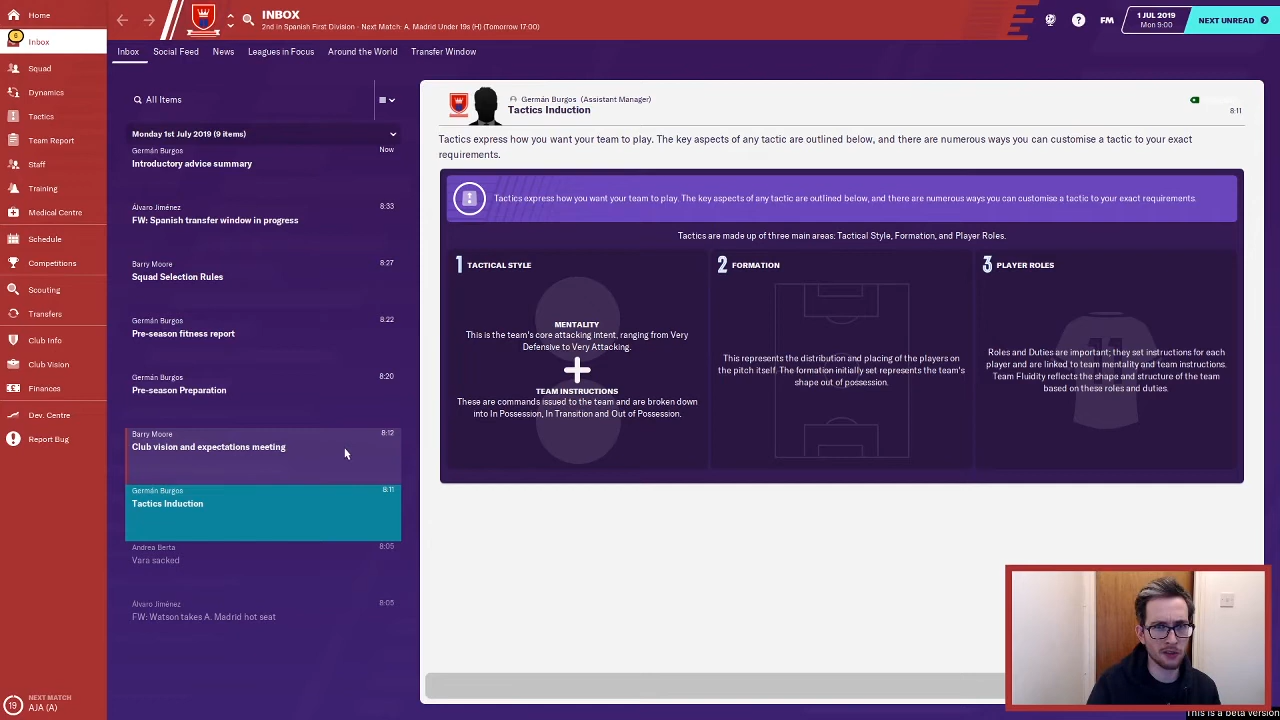 Home
INBOX
2nd in Spanish First Division - Next Match: A. Madrid Under 19s (H) (Tomorrow 17:00)
FM
1 JUL 2019
MON 9:00
NEXT UNREAD
6
Inbox
Squad
Dynamics
Tactics
Team Report
Staff
Training
Medical Centre
Schedule
Competitions
Scouting
Transfers
Club Info
Club Vision
Finances
Dev. Centre
Report Bug
19
NEXT MATCH
AJA (A)
Inbox
Social Feed
News
Leagues in Focus
Around the World
Transfer Window
All Items
Monday 1st July 2019 (9 items)
Germán Burgos Now
Introductory advice summary
Álvaro Jiménez 8:33
FW: Spanish transfer window in progress
Barry Moore 8:27
Squad Selection Rules
Germán Burgos 8:22
Pre-season fitness report
Germán Burgos 8:20
Pre-season Preparation
Barry Moore 8:12
Club vision and expectations meeting
Germán Burgos 8:11
Tactics Induction
Andrea Berta 8:05
Vara sacked
Álvaro Jiménez 8:05
FW: Watson takes A. Madrid hot seat
Germán Burgos (Assistant Manager)
Tactics Induction
8:11
Tactics express how you want your team to play. The key aspects of any tactic are outlined below, and there are numerous ways you can customise a tactic to your exact
requirements.
Tactics express how you want your team to play. The key aspects of any tactic are outlined below, and there are numerous ways you can customise a tactic to your exact requirements.
Tactics are made up of three main areas: Tactical Style, Formation, and Player Roles.
1 TACTICAL STYLE
MENTALITY
This is the team's core attacking intent, ranging from Very
Defensive to Very Attacking.
TEAM INSTRUCTIONS
These are commands issued to the team and are broken down
into In Possession, In Transition and Out of Possession.
2 FORMATION
This represents the distribution and placing of the players on
the pitch itself. The formation initially set represents the team's
shape out of possession.
3 PLAYER ROLES
11
Roles and Duties are important; they set instructions for each
player and are linked to team mentality and team instructions.
Team Fluidity reflects the shape and structure of the team
based on these roles and duties.
This is a beta version